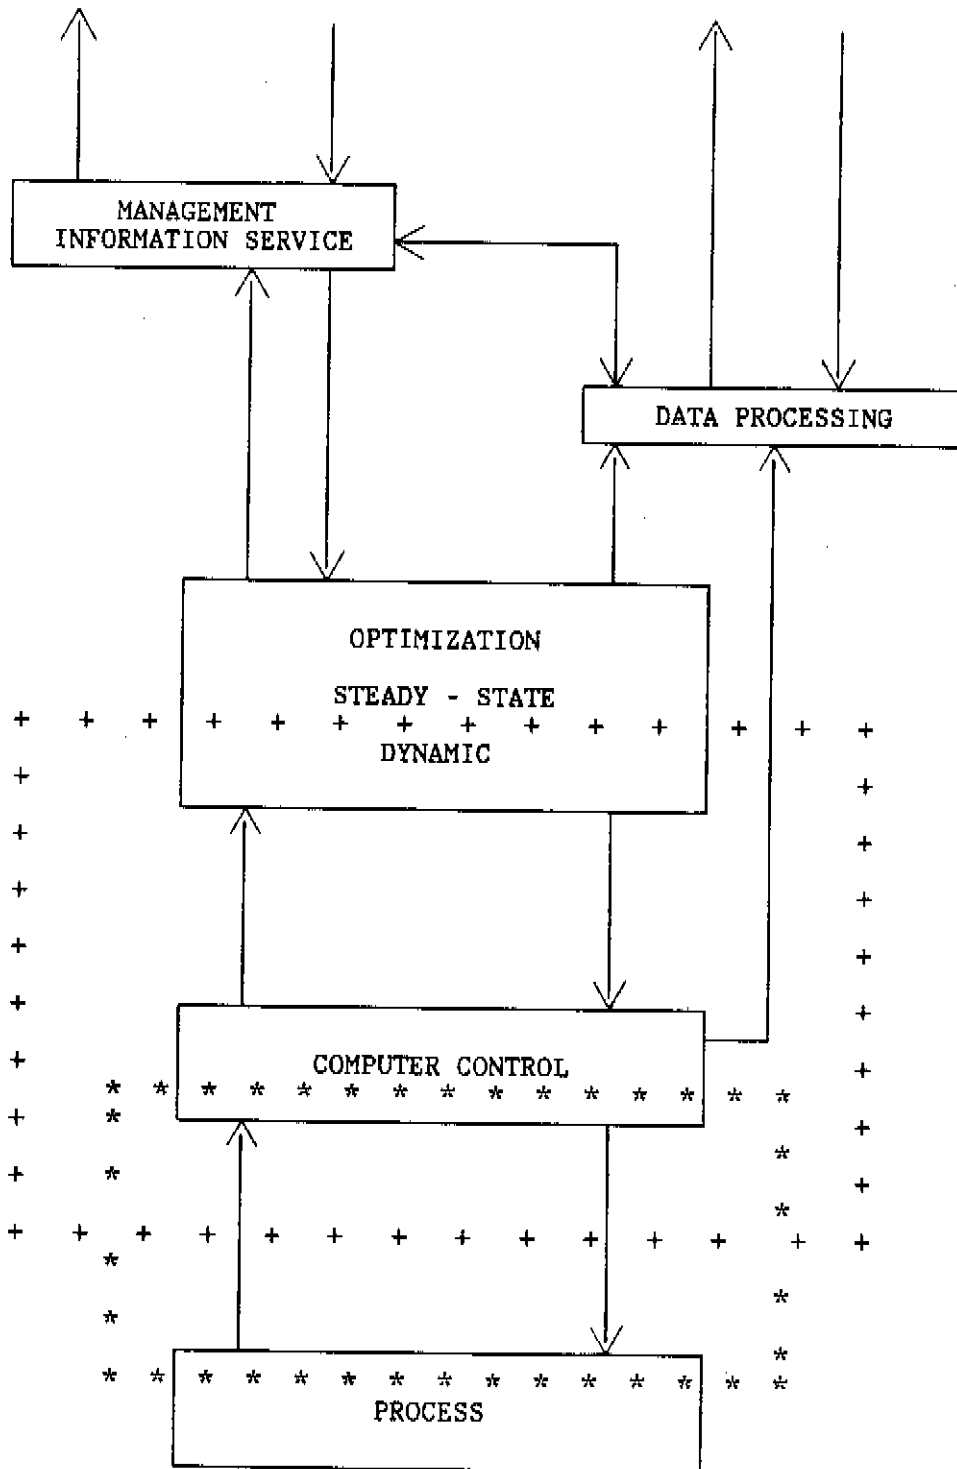 MANAGEMENT
INFORMATION SERVICE
DATA PROCESSING
OPTIMIZATION
STEADY - STATE
+ + + + + + + + + + + + + +
DYNAMIC
+ +
+ +
+ +
+ +
+ +
COMPUTER CONTROL
+ +
* * * * * * * * * * * * * * *
+ * +
* *
+ +
*
+ + + + + + + + + + + + + +
*
*
*
*
* * * * * * * * * * * * * * *
PROCESS